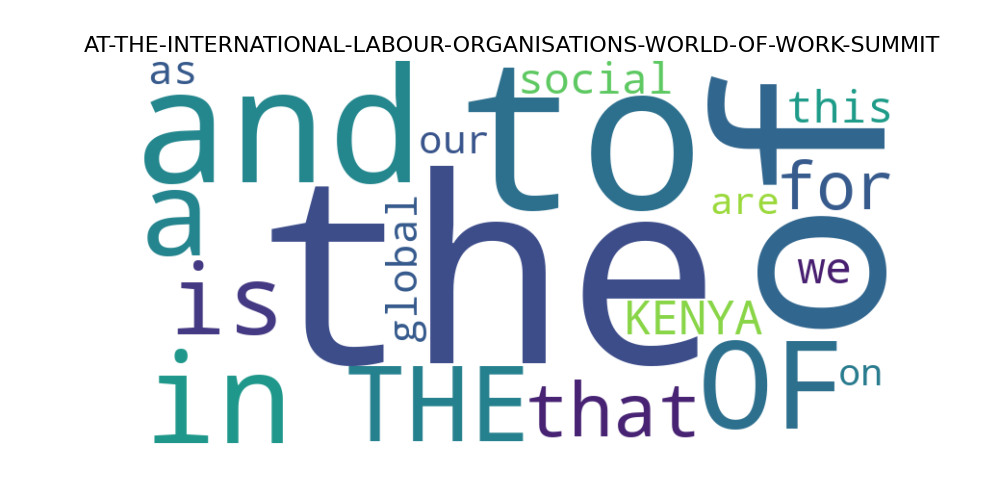 AT-THE-INTERNATIONAL-LABOUR-ORGANISATIONS-WORLD-OF-WORK-SUMMIT
as
and
social
to
of
this
our
for
a
are
the
global
we
is
KENYA
in
THE
that
OF
on